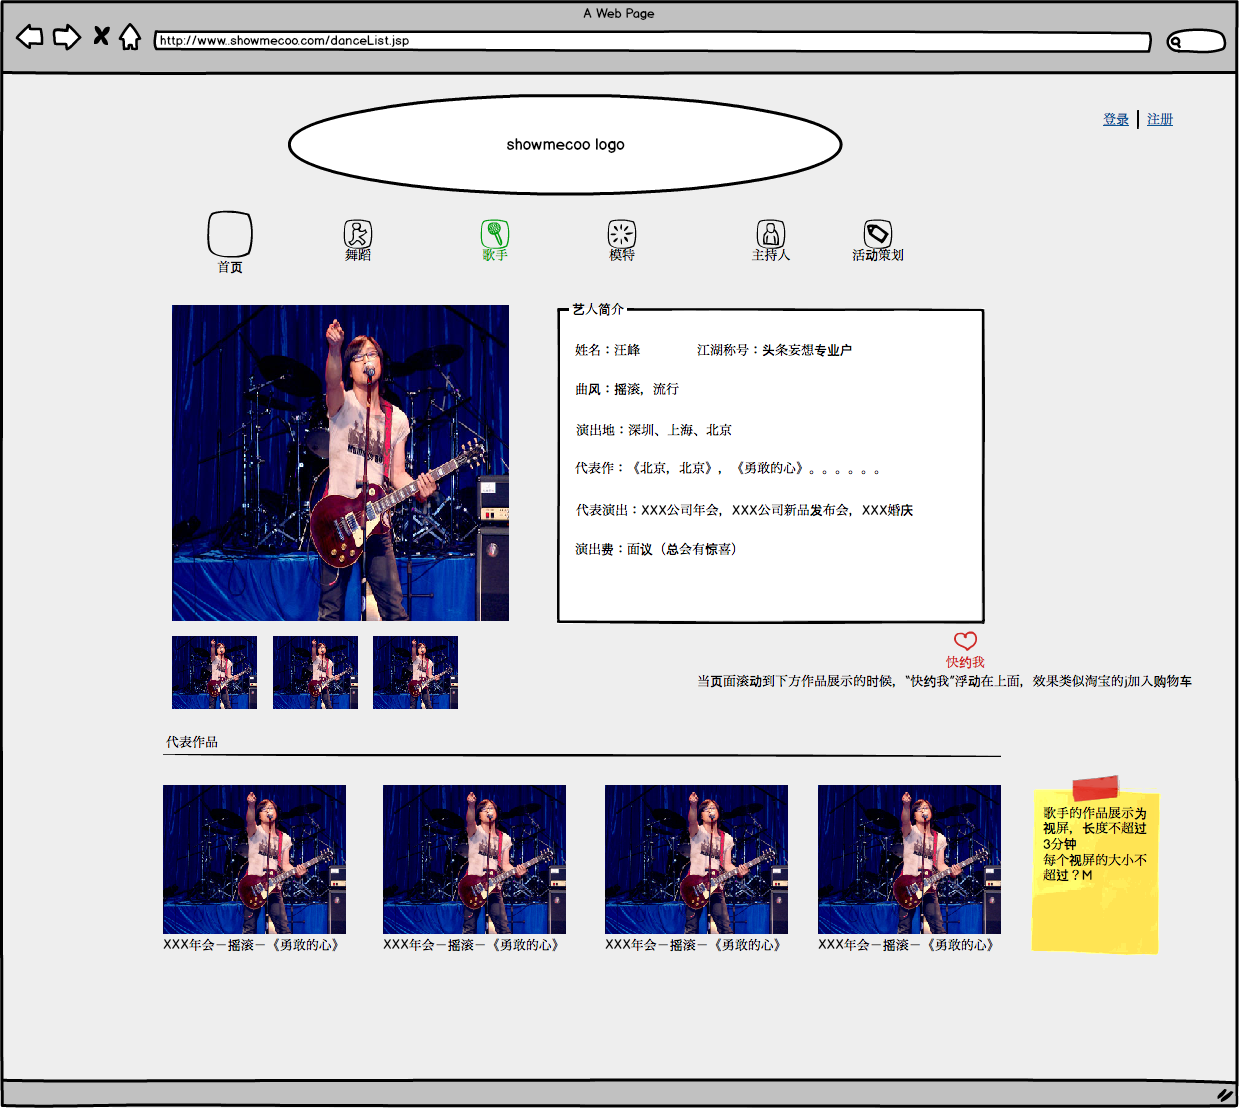 A Web Page
http://www.showmecoo.com/danceList.jsp
showmecoo logo
登录 | 注册
首页
舞蹈
歌手
模特
主持人
活动策划
艺人简介
姓名：汪峰 江湖称号：头条妄想专业户
曲风：摇滚，流行
演出地：深圳、上海、北京
代表作：《北京，北京》，《勇敢的心》。。。。。。
代表演出：XXX公司年会，XXX公司新品发布会，XXX婚庆
演出费：面议（总会有惊喜）
快约我
当页面滚动到下方作品展示的时候，“快约我”浮动在上面，效果类似淘宝的j加入购物车
代表作品
XXX年会－摇滚－《勇敢的心》
XXX年会－摇滚－《勇敢的心》
XXX年会－摇滚－《勇敢的心》
XXX年会－摇滚－《勇敢的心》
歌手的作品展示为
视屏，长度不超过
3分钟
每个视屏的大小不
超过？M